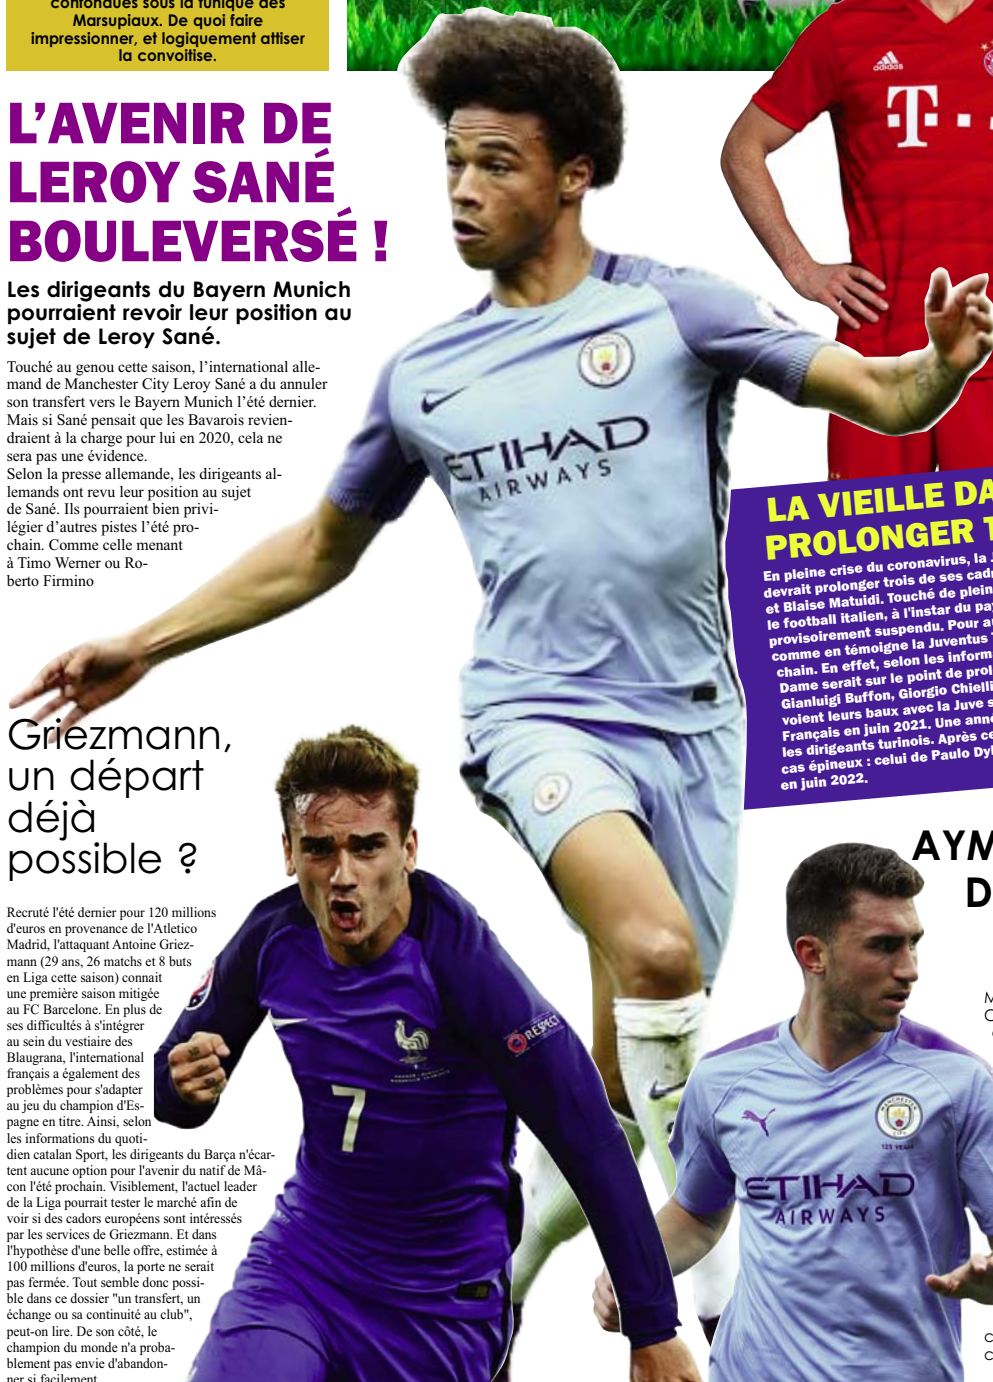 confondues sous la tunique des
Marsupiaux. De quoi faire
impressionner, et logiquement attiser
la convoitise.
L'AVENIR DE
LEROY SANÉ
BOULEVERSÉ !
Les dirigeants du Bayern Munich
pourraient revoir leur position au
sujet de Leroy Sané.
Touché au genou cette saison, l'international alle-
mand de Manchester City Leroy Sané a du annuler
son transfert vers le Bayern Munich l'été dernier.
Mais si Sané pensait que les Bavarois revien-
draient à la charge pour lui en 2020, cela ne
sera pas une évidence.
Selon la presse allemande, les dirigeants al-
lemands ont revu leur position au sujet
de Sané. Ils pourraient bien privi-
légier d'autres pistes l'été pro-
chain. Comme celle menant
à Timo Werner ou Ro-
berto Firmino
Griezmann,
un départ
déjà
possible ?
Recruté l'été dernier pour 120 millions
d'euros en provenance de l'Atletico
Madrid, l'attaquant Antoine Griez-
mann (29 ans, 26 matchs et 8 buts
en Liga cette saison) connait
une première saison mitigée
au FC Barcelone. En plus de
ses difficultés à s'intégrer
au sein du vestiaire des
Blaugrana, l'international
français a également des
problèmes pour s'adapter
au jeu du champion d'Es-
pagne en titre. Ainsi, selon
les informations du quoti-
dien catalan Sport, les dirigeants du Barça n'écar-
tent aucune option pour l'avenir du natif de Mâ-
con l'été prochain. Visiblement, l'actuel leader
de la Liga pourrait tester le marché afin de
voir si des cadors européens sont intéressés
par les services de Griezmann. Et dans
l'hypothèse d'une belle offre, estimée à
100 millions d'euros, la porte ne serait
pas fermée. Tout semble donc possi-
ble dans ce dossier "un transfert, un
échange ou sa continuité au club",
peut-on lire. De son côté, le
champion du monde n'a proba-
blement pas envie d'abandon-
ner si facilement
adidas
T
ETIHAD
AIRWAYS
LA VIEILLE DA
PROLONGER T
En pleine crise du coronavirus, la J
devrait prolonger trois de ses cadr
et Blaise Matuidi. Touché de plein
le football italien, à l'instar du pa
provisoirement suspendu. Pour au
comme en témoigne la Juventus T
chain. En effet, selon les inform
Dame serait sur le point de prol
Gianluigi Buffon, Giorgio Chielli
voient leurs baux avec la Juve s
Français en juin 2021. Une anné
les dirigeants turinois. Après ce
cas épineux : celui de Paulo Dy
en juin 2022.
AYM
D
M
C
RESPECT
7
MANCHESTER
CITY
125 YEARS
ETIHAD
AIRWAYS
c
c